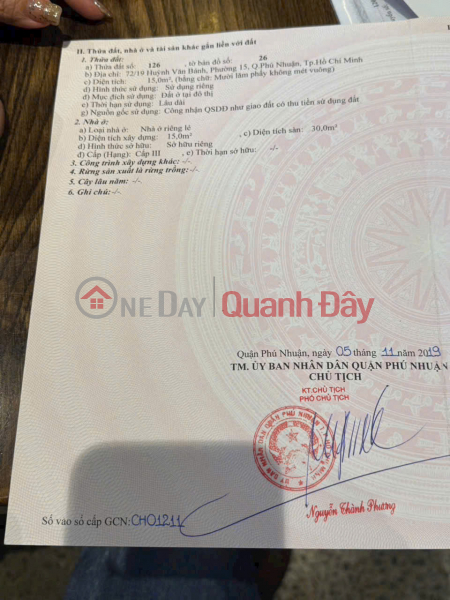 II. Thửa đất, nhà ở và tài sản khác gắn liền với đất
1. Thửa đất:
a) Thửa đất số: 126 , tờ bản đồ số: 26
b) Địa chỉ: 72/19 Huỳnh Văn Bánh, Phường 15, Q.Phú Nhuận, Tp.Hồ Chí Minh
c) Diện tích: 15,0m², (bằng chữ: Mười lăm phẩy không mét vuông)
d) Hình thức sử dụng: Sử dụng riêng
đ) Mục đích sử dụng: Đất ở tại đô thị
e) Thời hạn sử dụng: Lâu dài
g) Nguồn gốc sử dụng: Công nhận QSDĐ như giao đất có thu tiền sử dụng đất
2. Nhà ở:
a) Loại nhà ở: Nhà ở riêng lẻ
b) Diện tích xây dựng: 15,0m² , c) Diện tích sàn: 30,0m²
d) Hình thức sở hữu: Sở hữu riêng
đ) Cấp (Hạng): Cấp III , e) Thời hạn sở hữu: -/-
3. Công trình xây dựng khác: -/-
4. Rừng sản xuất là rừng trồng: -/-
5. Cây lâu năm: -/-
6. Ghi chú: -/-
ONEDAY Quanh Đây
Quận Phú Nhuận, ngày 05 tháng 11 năm 2019
TM. ỦY BAN NHÂN DÂN QUẬN PHÚ NHUẬN
CHỦ TỊCH
KT.CHỦ TỊCH
PHÓ CHỦ TỊCH
Nguyễn Thành Phương
Số vào sổ cấp GCN: CH01211